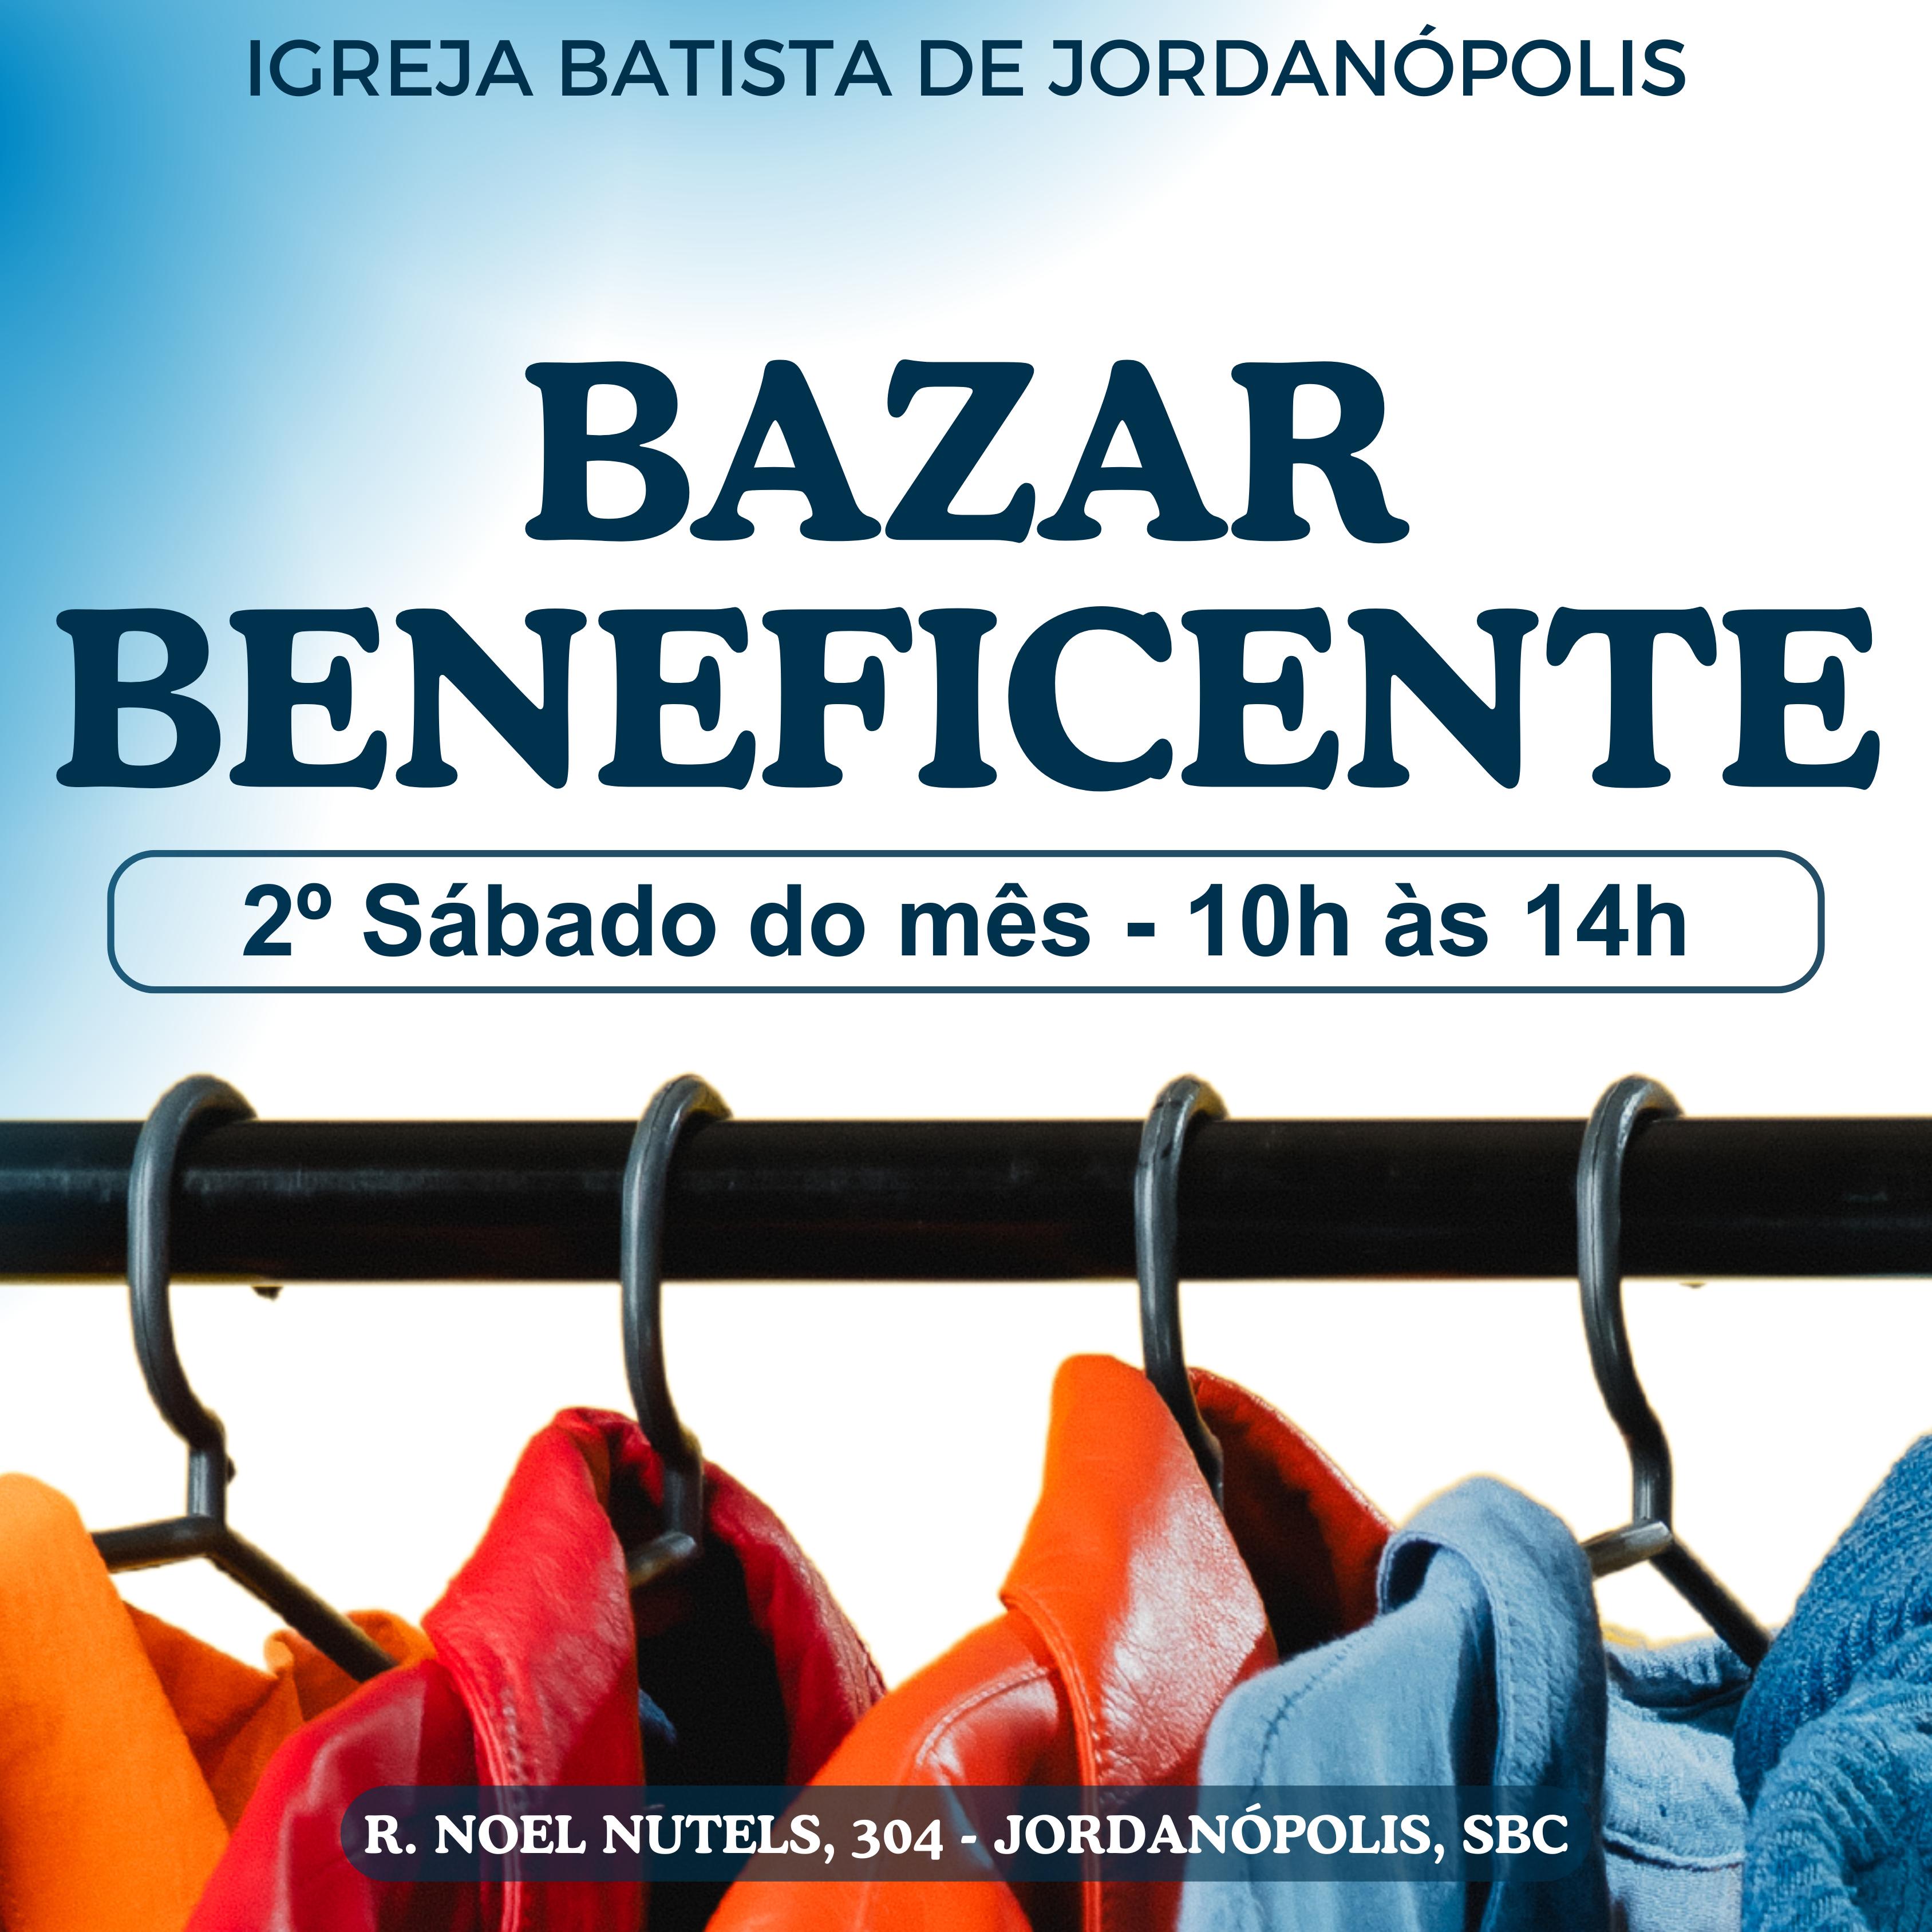 IGREJA BATISTA DE JORDANÓPOLIS
BAZAR
BENEFICENTE
2º Sábado do mês - 10h às 14h
R. NOEL NUTELS, 304 - JORDANÓPOLIS, SBC